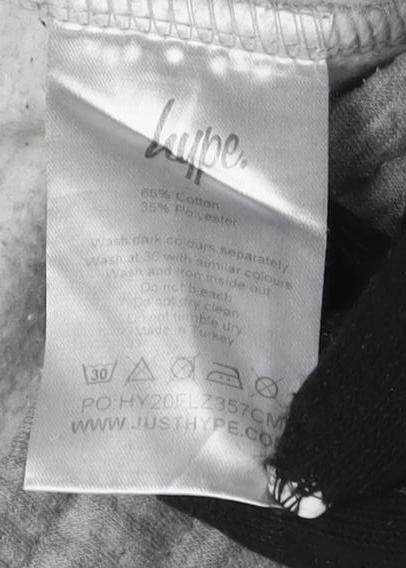 hype.
65% Cotton
35% Polyester
Wash dark colours separately
Wash at 30 with similar colours
Wash and iron inside out
Do not bleach
Do not dry clean
Do not tumble dry
Made in Turkey
30
PO:HY20FLZ357CM
WWW.JUSTHYPE.CO